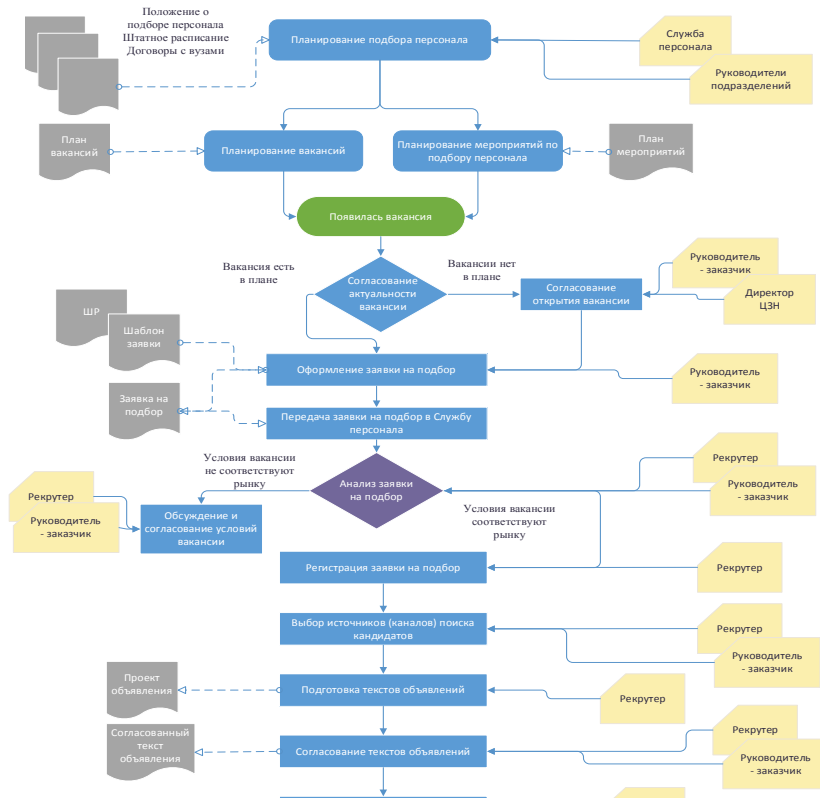 Положение о
подборе персонала
Штатное расписание
Договоры с вузами
Планирование подбора персонала
Служба
персонала
Руководители
подразделений
План
вакансий
Планирование вакансий
Планирование мероприятий по
подбору персонала
План
мероприятий
Появилась вакансия
Вакансия есть
в плане
Согласование
актуальности
вакансии
Вакансии нет
в плане
Согласование
открытия вакансии
Руководитель
- заказчик
Директор
ЦЗН
ШР
Шаблон
заявки
Оформление заявки на подбор
Руководитель
- заказчик
Заявка на
подбор
Передача заявки на подбор в Службу
персонала
Условия вакансии
не соответствуют
рынку
Анализ заявки
на подбор
Рекрутер
Руководитель
- заказчик
Рекрутер
Руководитель
- заказчик
Обсуждение и
согласование условий
вакансии
Условия вакансии
соответствуют
рынку
Регистрация заявки на подбор
Рекрутер
Выбор источников (каналов) поиска
кандидатов
Рекрутер
Руководитель
- заказчик
Проект
объявления
Подготовка текстов объявлений
Рекрутер
Согласованный
текст
объявления
Согласование текстов объявлений
Рекрутер
Руководитель
- заказчик